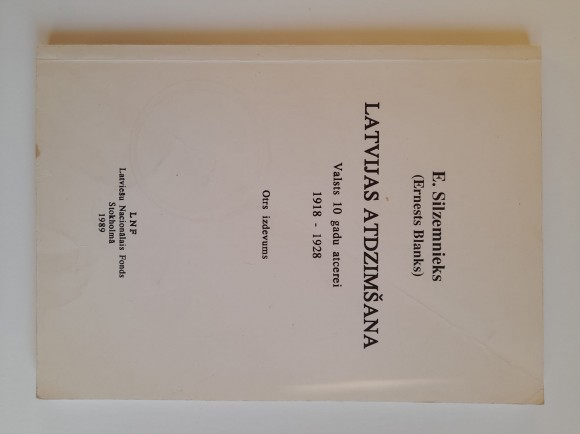 E. Silzemnieks
(Ernests Blanks)
LATVIJAS ATDZIMŠANA
Valsts 10 gadu atcerei
1918 - 1928
Otrs izdevums
LNF
Latviešu Nacionālais Fonds
Stokholmā
1989